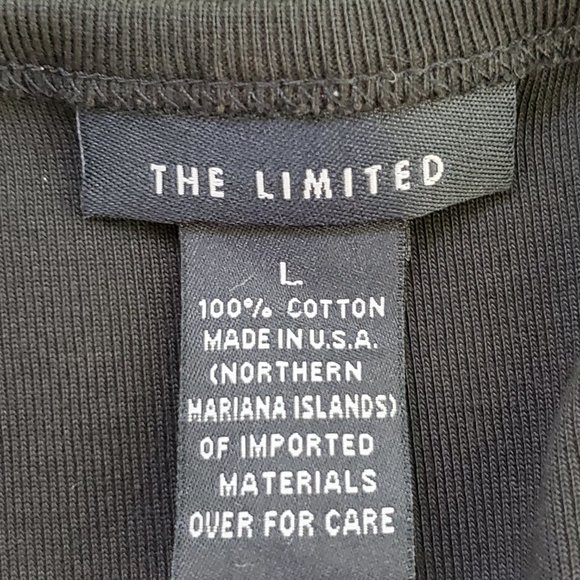 THE LIMITED
L
100% COTTON
MADE IN U.S.A.
(NORTHERN
MARIANA ISLANDS)
OF IMPORTED
MATERIALS
OVER FOR CARE